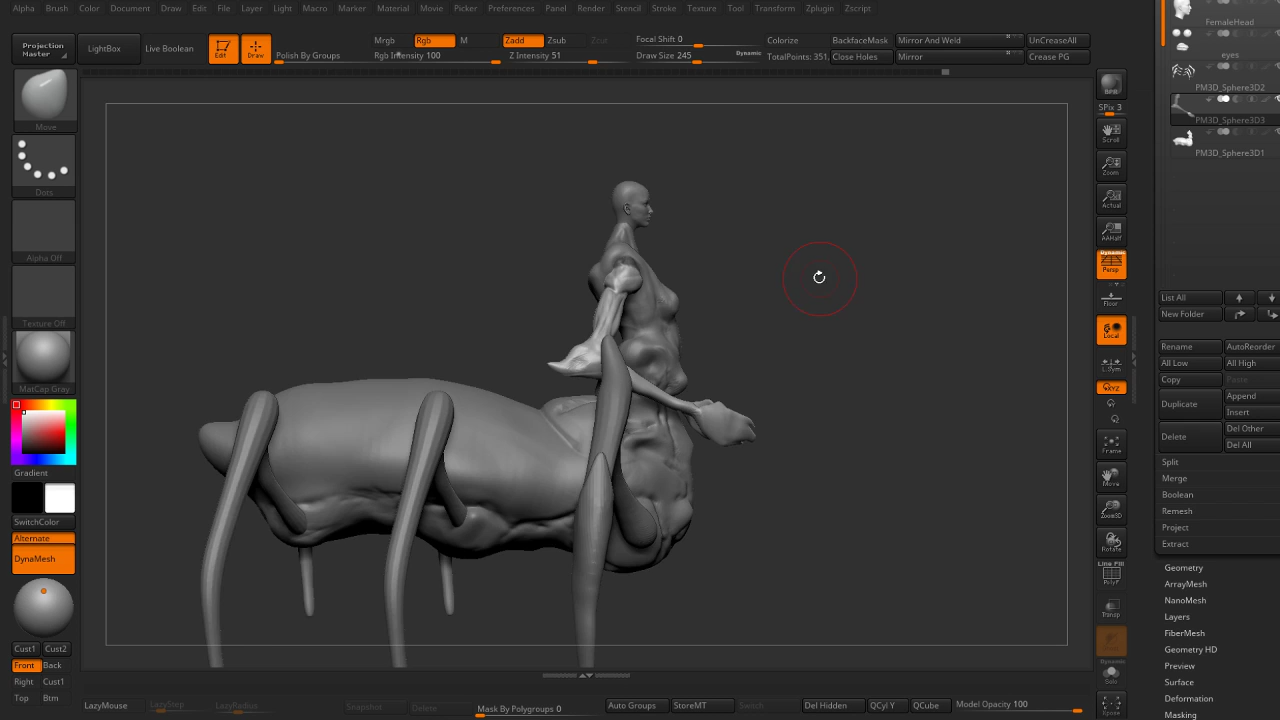 Alpha Brush Color Document Draw Edit File Layer Light Macro Marker Material Movie Picker Preferences Panel Render Stencil Stroke Texture Tool Transform Zplugin Zscript
Projection Master
LightBox
Live Boolean
Edit
Draw
Polish By Groups
Mrgb Rgb M
Rgb Intensity 100
Zadd Zsub Zcut
Z Intensity 51
Focal Shift 0
Draw Size 245 Dynamic
Colorize
TotalPoints: 351,
BackfaceMask
Close Holes
Mirror And Weld
Mirror
UnCreaseAll
Crease PG
Move
Dots
Alpha Off
Texture Off
MatCap Gray
Gradient
SwitchColor
Alternate
DynaMesh
Cust1 Cust2
Front Back
Right Cust1
Top Btm
BPR
SPix 3
Scroll
Zoom
Actual
AAHalf
Dynamic
Persp
Floor
Local
L.Sym
Frame
Move
Zoom3D
Rotate
Line Fill
PolyF
Transp
Dynamic
Solo
Xpose
FemaleHead
eyes
PM3D_Sphere3D2
PM3D_Sphere3D3
PM3D_Sphere3D1
List All
New Folder
Rename AutoReorder
All Low All High
Copy Paste
Duplicate Append
Insert
Delete Del Other
Del All
Split
Merge
Boolean
Remesh
Project
Extract
Geometry
ArrayMesh
NanoMesh
Layers
FiberMesh
Geometry HD
Preview
Surface
Deformation
Masking
LazyMouse LazyStep LazyRadius
Snapshot Delete
Mask By Polygroups 0
Auto Groups StoreMT Switch Del Hidden QCyl Y QCube
Model Opacity 100